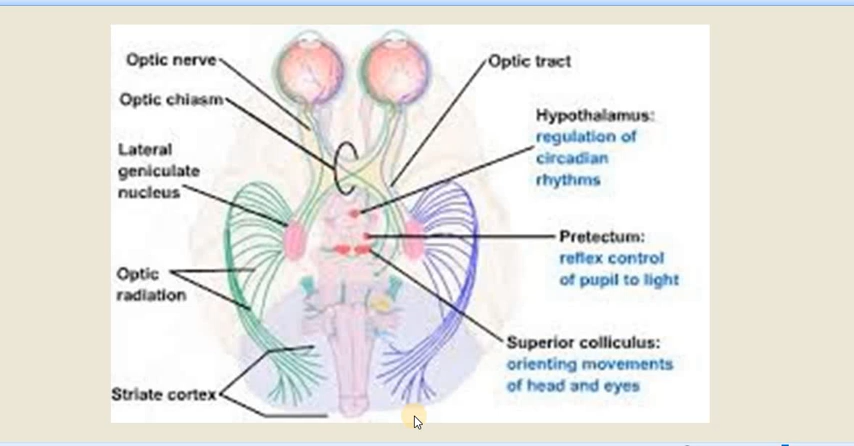 Optic nerve
Optic chiasm
Lateral
geniculate
nucleus
Optic
radiation
Striate cortex
Optic tract
Hypothalamus:
regulation of
circadian
rhythms
Pretectum:
reflex control
of pupil to light
Superior colliculus:
orienting movements
of head and eyes